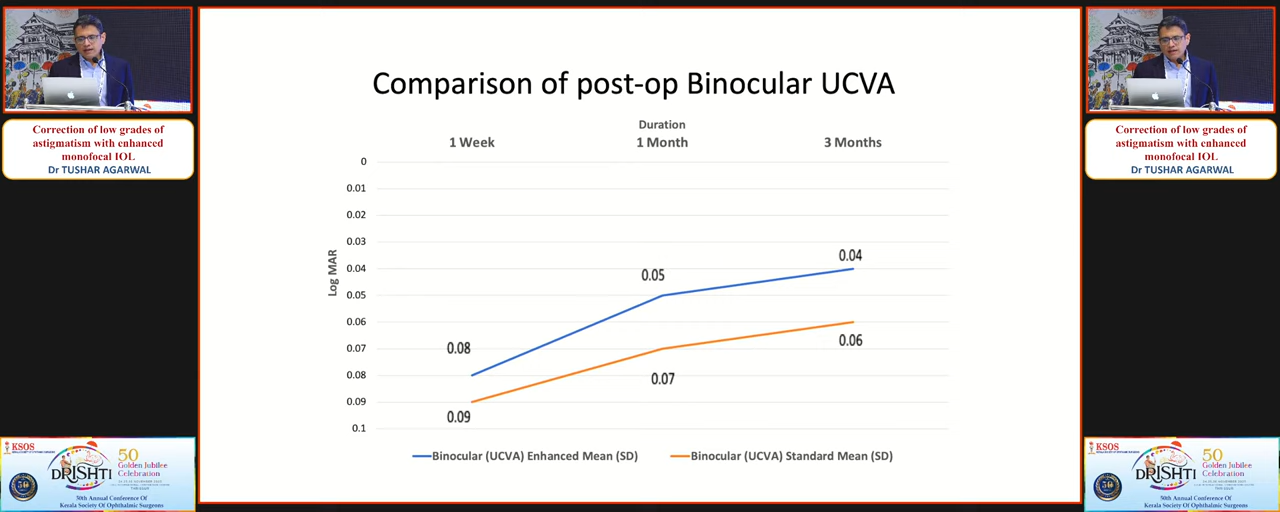 Correction of low grades of
astigmatism with enhanced
monofocal IOL
Dr TUSHAR AGARWAL
KSOS
50
Golden Jubilee
Celebration
DRISHTI
50th Annual Conference Of
Kerala Society Of Ophthalmic Surgeons
Comparison of post-op Binocular UCVA
Duration
1 Week 1 Month 3 Months
Log MAR
0
0.01
0.02
0.03
0.04
0.05
0.06
0.07
0.08
0.09
0.1
0.08
0.05
0.04
0.09
0.07
0.06
Binocular (UCVA) Enhanced Mean (SD) Binocular (UCVA) Standard Mean (SD)
Correction of low grades of
astigmatism with enhanced
monofocal IOL
Dr TUSHAR AGARWAL
KSOS
50
Golden Jubilee
Celebration
DRISHTI
50th Annual Conference Of
Kerala Society Of Ophthalmic Surgeons